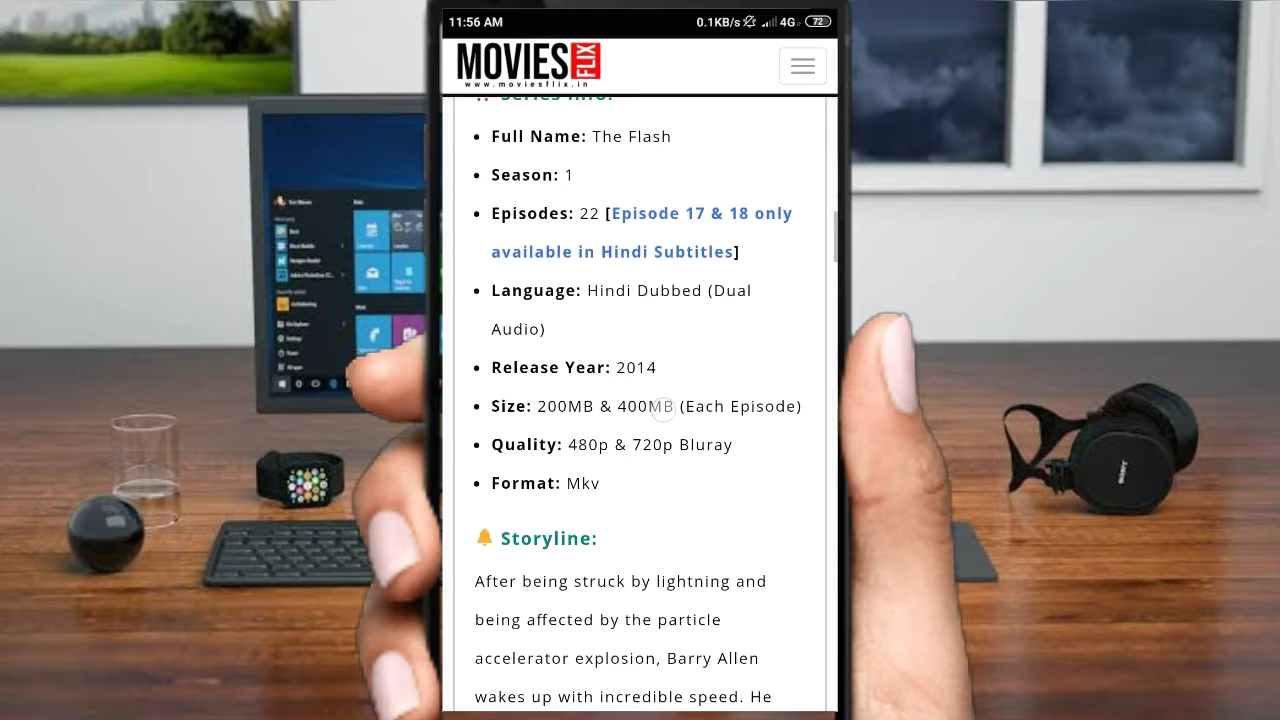 11:56 AM
0.1KB/s
4G
72
MOVIES FLIX
www.moviesflix.in
Series Info:
Full Name: The Flash
Season: 1
Episodes: 22 [Episode 17 & 18 only
available in Hindi Subtitles]
Language: Hindi Dubbed (Dual
Audio)
Release Year: 2014
Size: 200MB & 400MB (Each Episode)
Quality: 480p & 720p Bluray
Format: Mkv
Storyline:
After being struck by lightning and
being affected by the particle
accelerator explosion, Barry Allen
wakes up with incredible speed. He
SONY